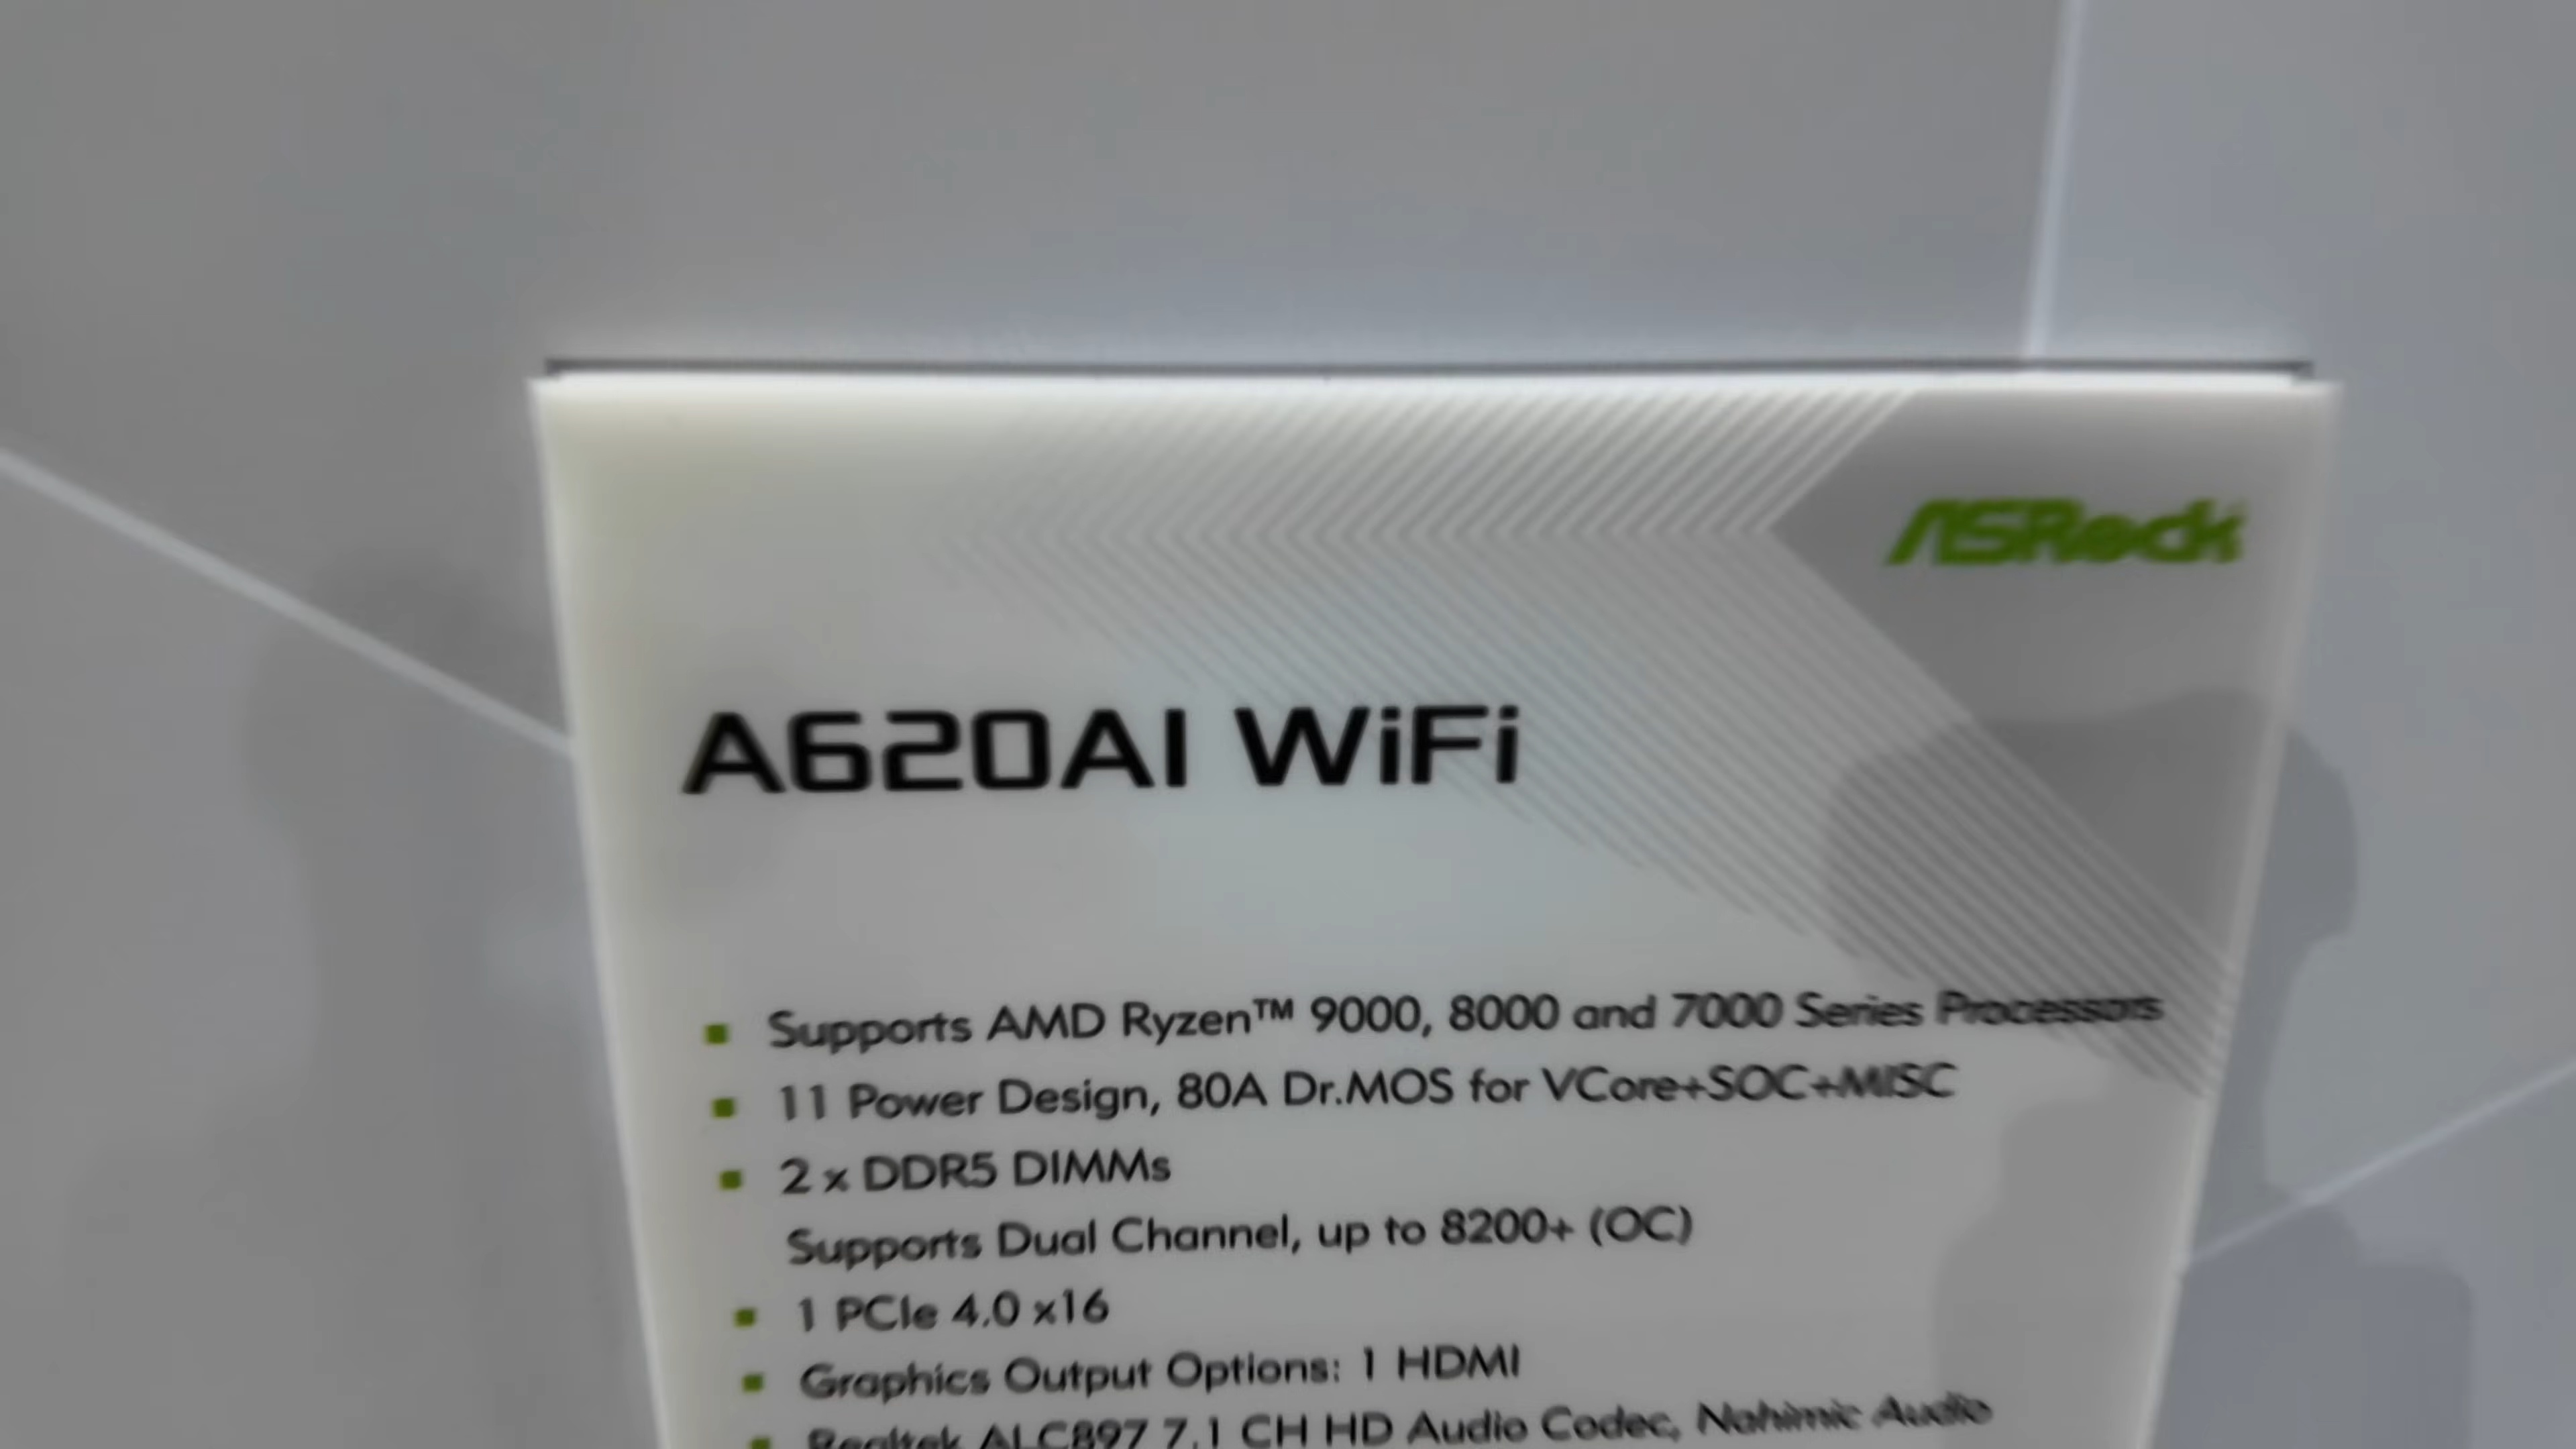 ASRock
A620AI WiFi
Supports AMD Ryzen™ 9000, 8000 and 7000 Series Processors
11 Power Design, 80A Dr.MOS for VCore+SOC+MISC
2 x DDR5 DIMMs
Supports Dual Channel, up to 8200+ (OC)
1 PCIe 4.0 x16
Graphics Output Options: 1 HDMI
Realtek ALC897 7.1 CH HD Audio Codec, Nahimic Audio